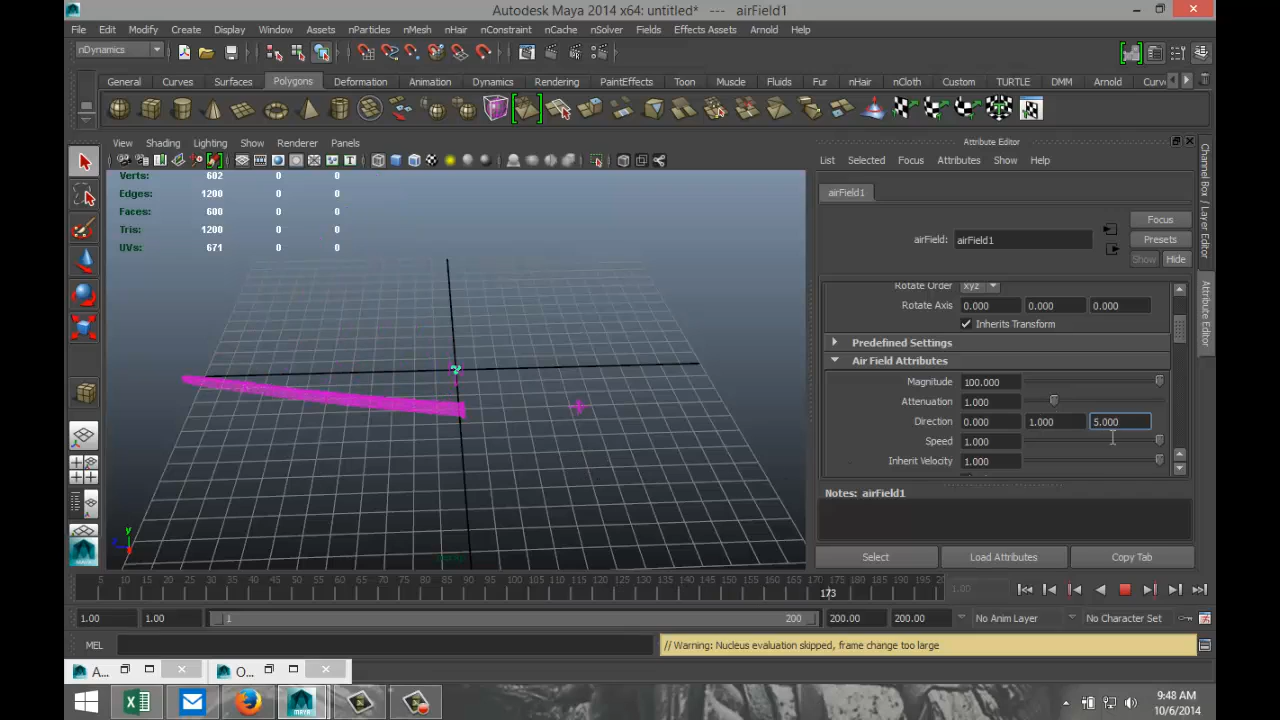 Autodesk Maya 2014 x64: untitled* --- airField1
File Edit Modify Create Display Window Assets nParticles nMesh nHair nConstraint nCache nSolver Fields Effects Assets Arnold Help
nDynamics
General Curves Surfaces Polygons Deformation Animation Dynamics Rendering PaintEffects Toon Muscle Fluids Fur nHair nCloth Custom TURTLE DMM Arnold Curv
View Shading Lighting Show Renderer Panels
Verts: 602 0 0
Edges: 1200 0 0
Faces: 600 0 0
Tris: 1200 0 0
UVs: 671 0 0
y
Attribute Editor
List Selected Focus Attributes Show Help
airField1
Focus
airField: airField1
Presets
Show Hide
Rotate Order xyz
Rotate Axis 0.000 0.000 0.000
Inherits Transform
Predefined Settings
Air Field Attributes
Magnitude 100.000
Attenuation 1.000
Direction 0.000 1.000 5.000
Speed 1.000
Inherit Velocity 1.000
Notes: airField1
Select Load Attributes Copy Tab
Channel Box / Layer Editor
Attribute Editor
5 10 15 20 25 30 35 40 45 50 55 60 65 70 75 80 85 90 95 100 105 110 115 120 125 130 135 140 145 150 155 160 165 170 175 180 185 190 195 20
173
1.00
1.00 1.00 1 200 200.00 200.00 No Anim Layer No Character Set
MEL
// Warning: Nucleus evaluation skipped, frame change too large
A... O...
9:48 AM
10/6/2014